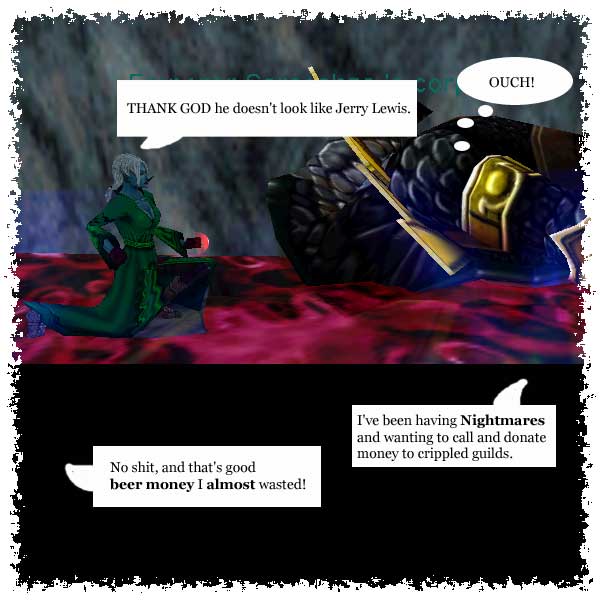 THANK GOD he doesn't look like Jerry Lewis.
OUCH!
I've been having Nightmares
and wanting to call and donate
money to crippled guilds.
No shit, and that's good
beer money I almost wasted!